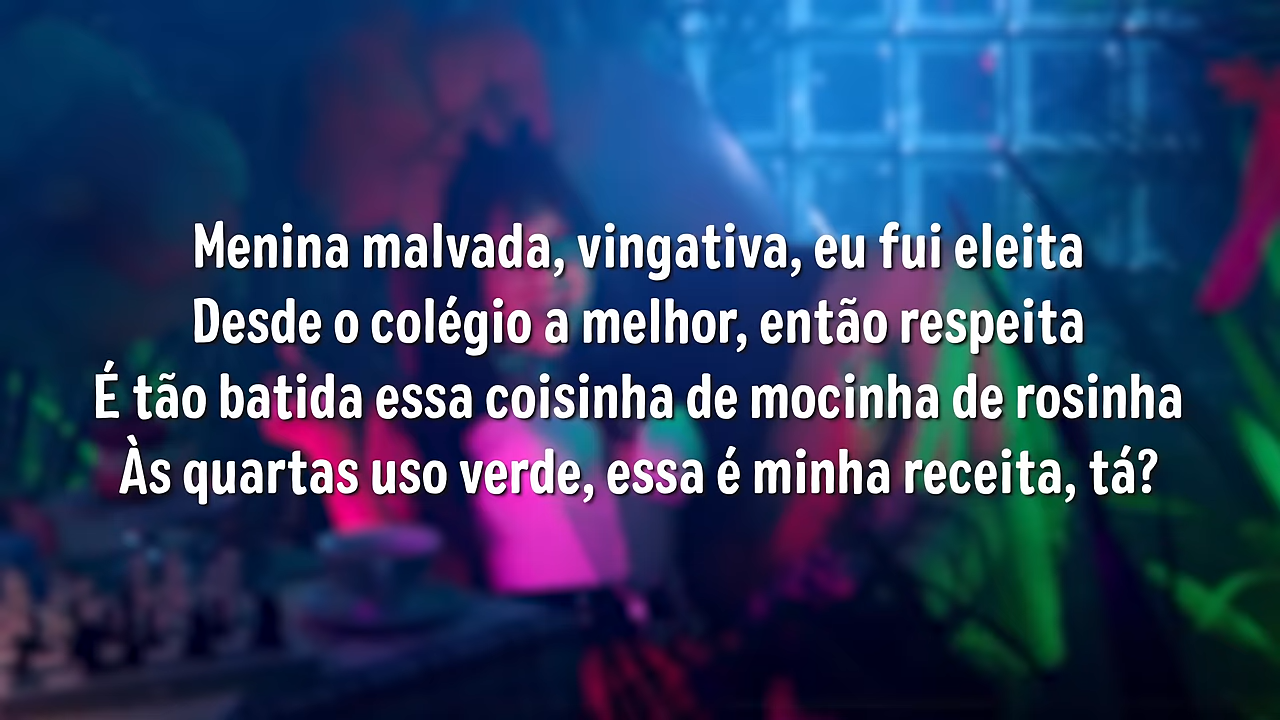 Menina malvada, vingativa, eu fui eleita
Desde o colégio a melhor, então respeita
É tão batida essa coisinha de mocinha de rosinha
Às quartas uso verde, essa é minha receita, tá?